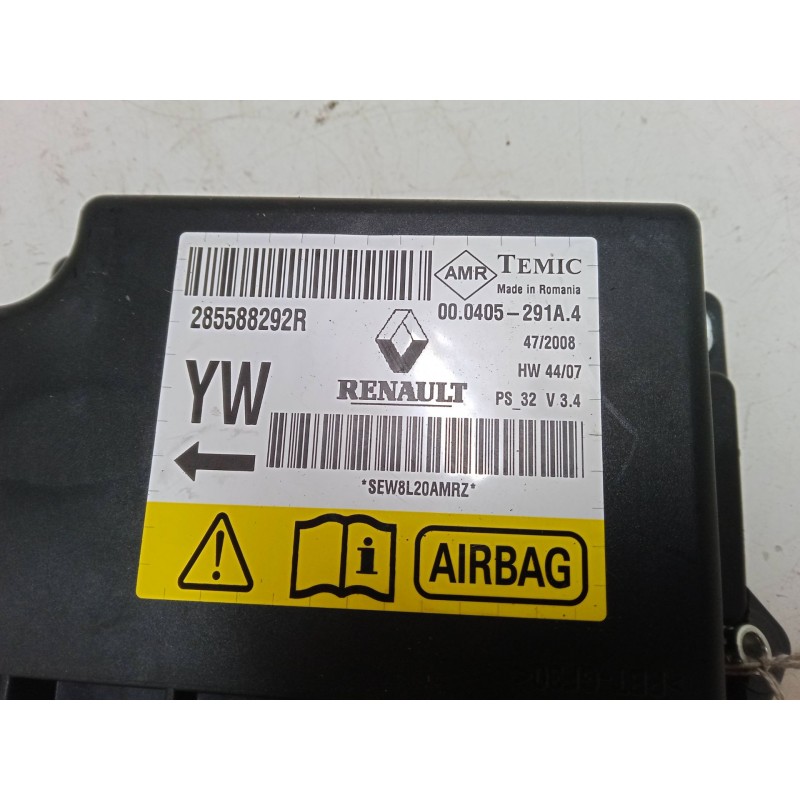 AMR
TEMIC
Made in Romania
285588292R
00.0405-291A.4
47/2008
YW
HW 44/07
RENAULT
PS_32 V 3.4
*SEW8L20AMRZ*
i
AIRBAG